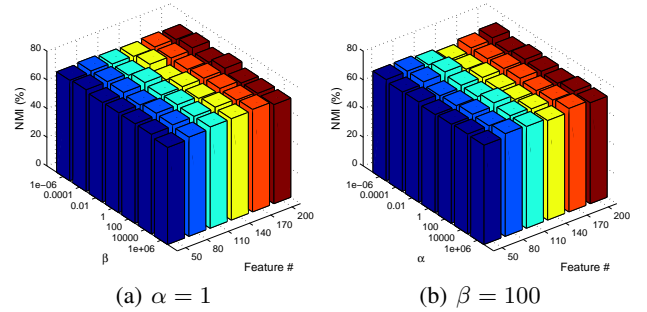 80
60
40
20
0
NMI (%)
1e-06
0.0001
0.01
1
100
10000
1e+06
β
50
80
110
140
170
200
Feature #
(a) α = 1
80
60
40
20
0
NMI (%)
1e-06
0.0001
0.01
1
100
10000
1e+06
α
50
80
110
140
170
200
Feature #
(b) β = 100